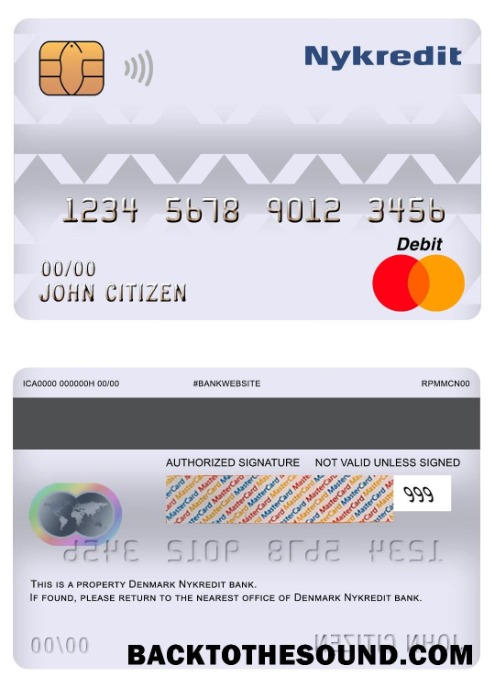 Nykredit
1234 5678 9012 3456
Debit
00/00
JOHN CITIZEN
ICA0000 000000H 00/00 #BANKWEBSITE RPMMCN00
AUTHORIZED SIGNATURE NOT VALID UNLESS SIGNED
MasterCard MasterCard MasterCard
999
THIS IS A PROPERTY DENMARK NYKREDIT BANK.
IF FOUND, PLEASE RETURN TO THE NEAREST OFFICE OF DENMARK NYKREDIT BANK.
00/00
JOHN CITIZEN
BACKTOTHESOUND.COM